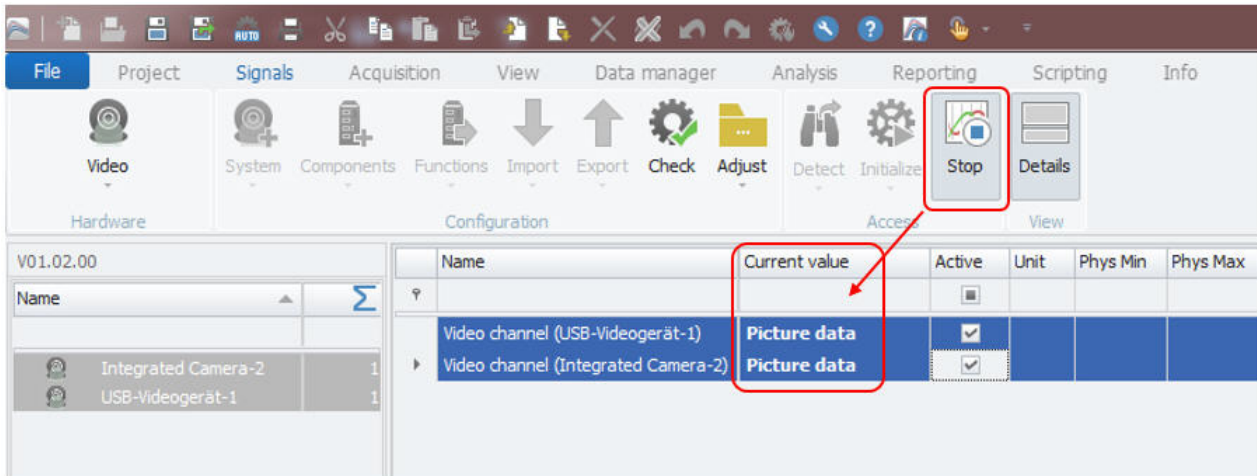 AUTO
File Project Signals Acquisition View Data manager Analysis Reporting Scripting Info
Video System Components Functions Import Export Check Adjust Detect Initialize Stop Details
Hardware Configuration Access View
V01.02.00
Name Σ
Integrated Camera-2 1
USB-Videogerät-1 1
Name Current value Active Unit Phys Min Phys Max
Video channel (USB-Videogerät-1) Picture data
Video channel (Integrated Camera-2) Picture data